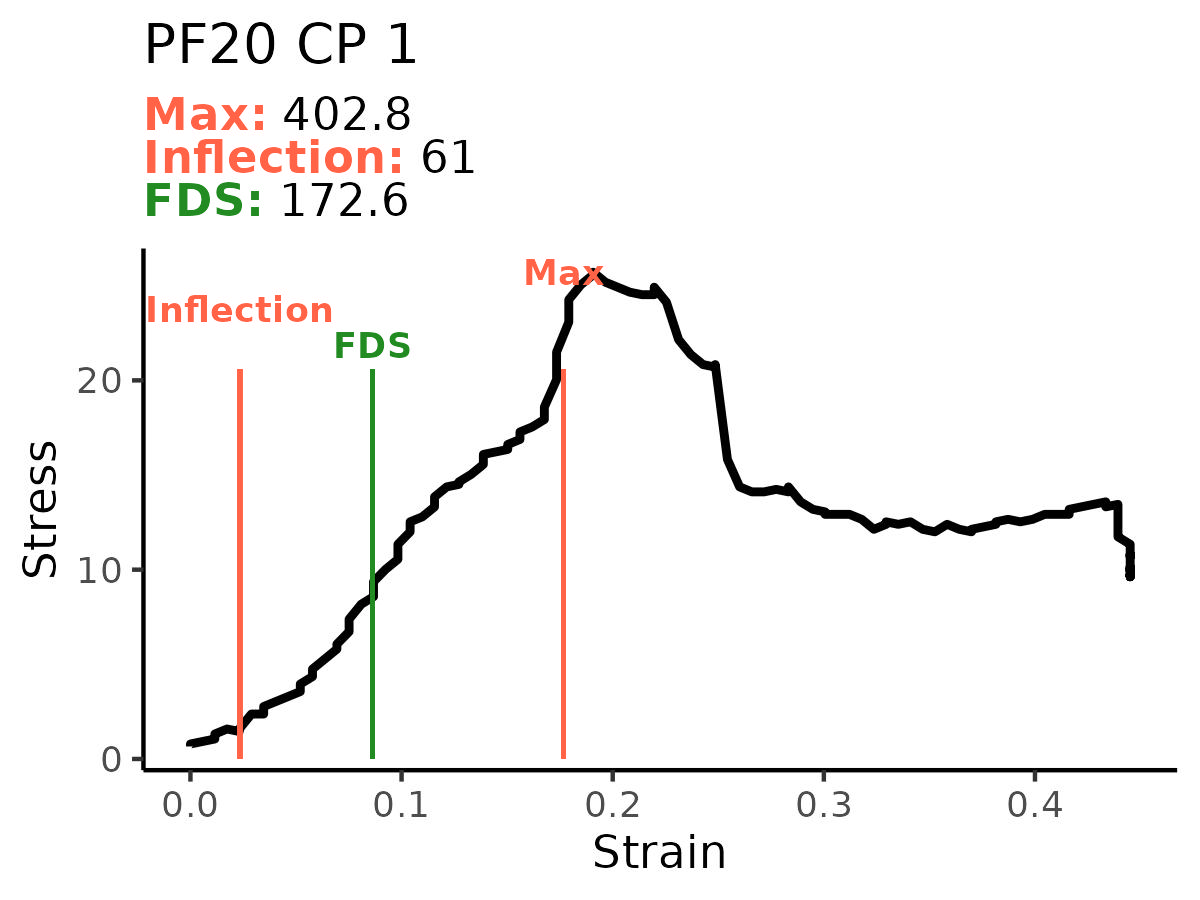 PF20 CP 1
Max: 402.8
Inflection: 61
FDS: 172.6
Max
Inflection
FDS
20
10
0
Stress
0.0 0.1 0.2 0.3 0.4
Strain